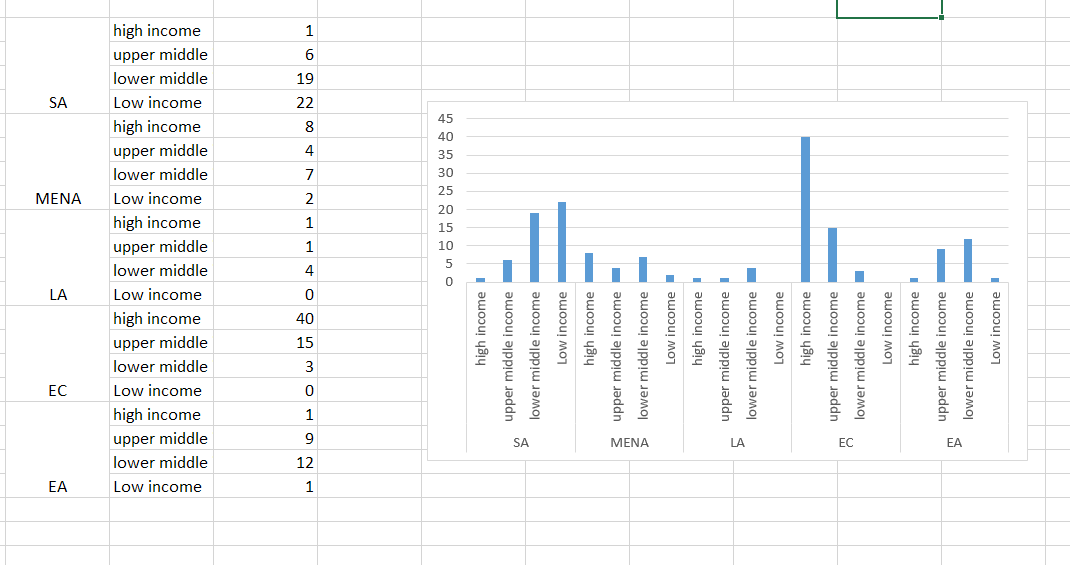 high income 1
upper middle 6
lower middle 19
SA Low income 22
high income 8
upper middle 4
lower middle 7
MENA Low income 2
high income 1
upper middle 1
lower middle 4
LA Low income 0
high income 40
upper middle 15
lower middle 3
EC Low income 0
high income 1
upper middle 9
lower middle 12
EA Low income 1
45
40
35
30
25
20
15
10
5
0
high income
upper middle income
lower middle income
Low income
high income
upper middle income
lower middle income
Low income
high income
upper middle income
lower middle income
Low income
high income
upper middle income
lower middle income
Low income
high income
upper middle income
lower middle income
Low income
SA MENA LA EC EA